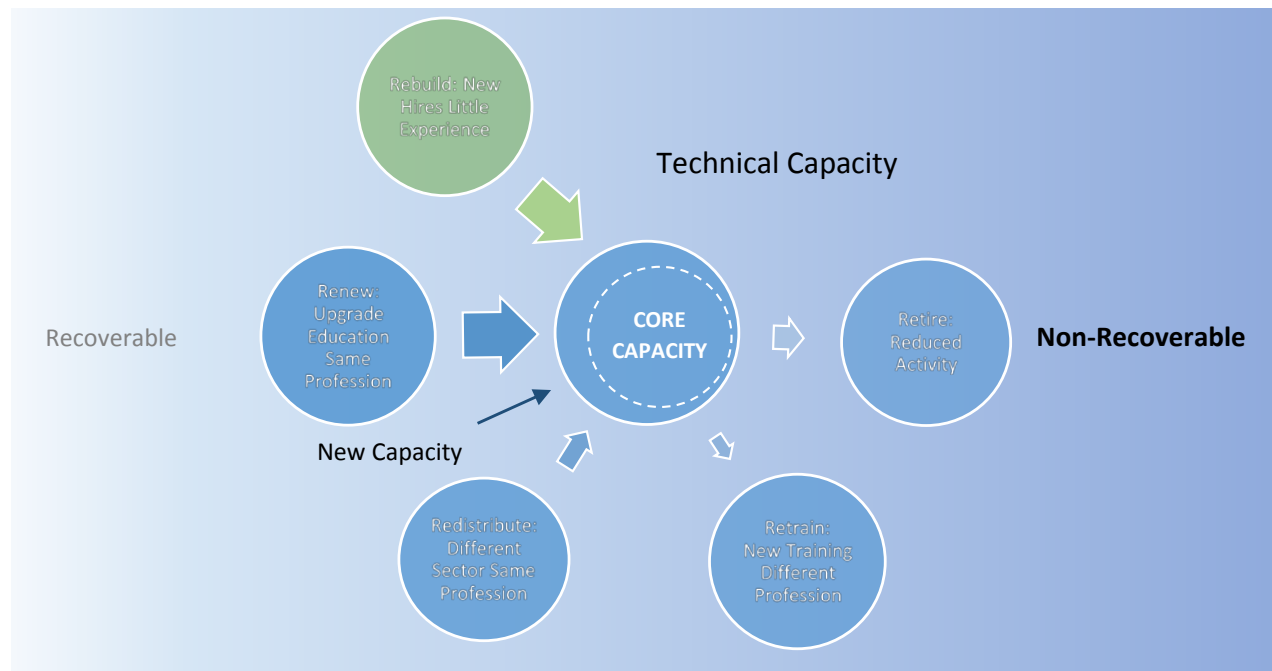 Rebuild: New
Hires Little
Experience
Technical Capacity
Renew:
Upgrade
Education
Same
Profession
Recoverable
CORE
CAPACITY
Retire:
Reduced
Activity
Non-Recoverable
New Capacity
Redistribute:
Different
Sector Same
Profession
Retrain:
New Training
Different
Profession